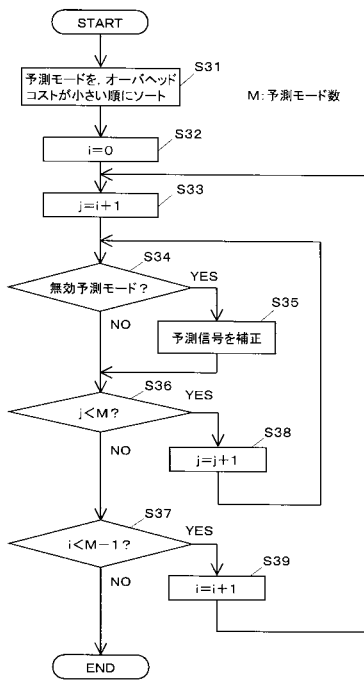 START
S31
予測モードを,オーバヘッド
コストが小さい順にソート
M:予測モード数
S32
i=0
S33
j=i+1
S34
無効予測モード?
YES
S35
予測信号を補正
NO
S36
j<M?
YES
S38
j=j+1
NO
S37
i<M−1?
YES
S39
i=i+1
NO
END